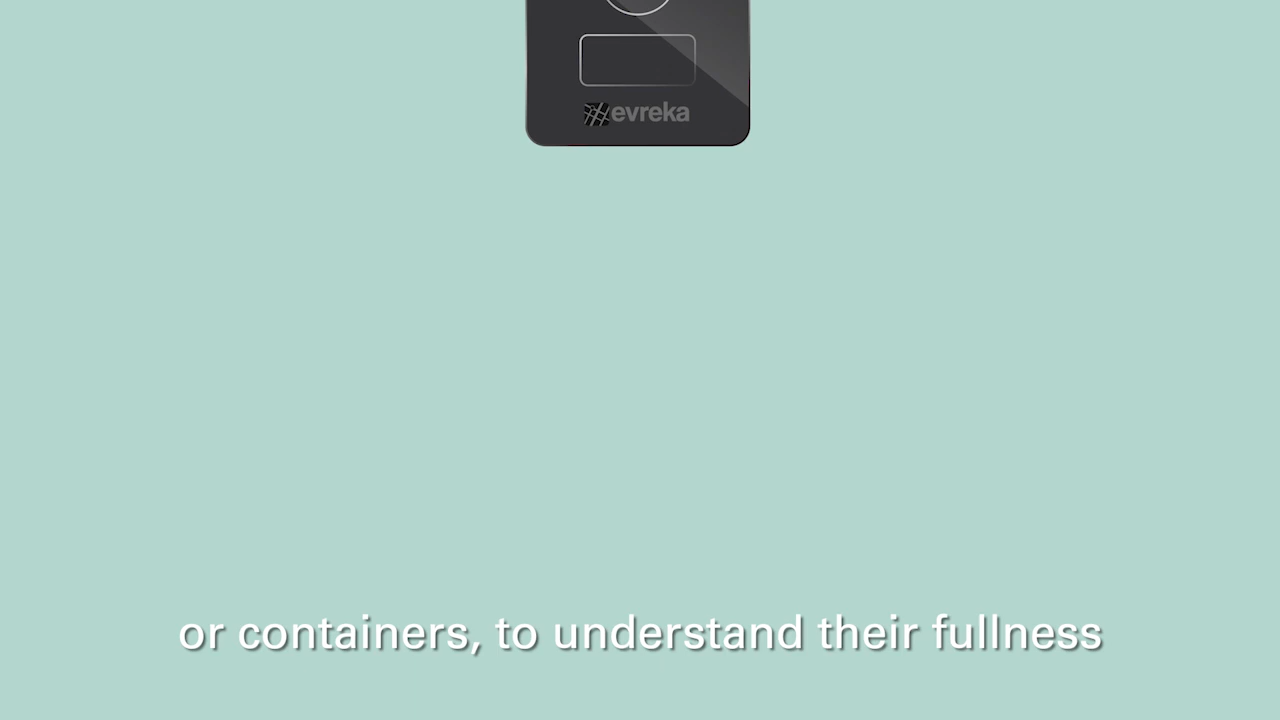 evreka
or containers, to understand their fullness